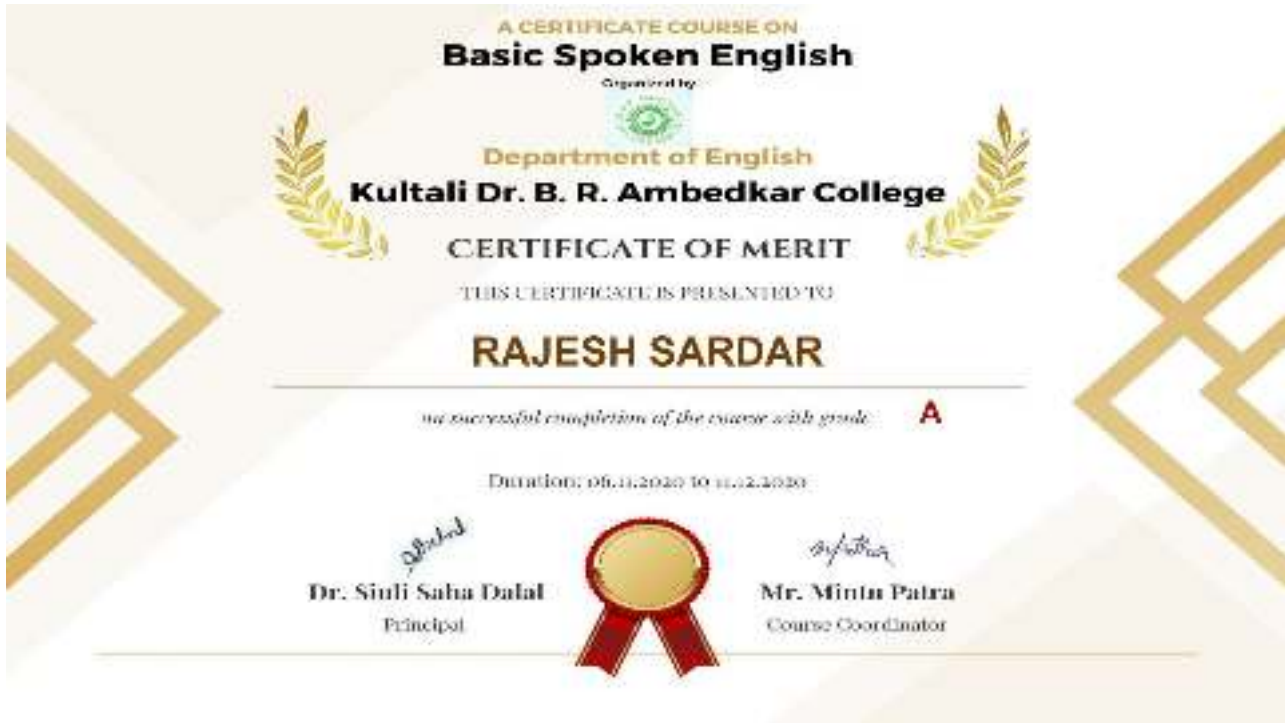 A CERTIFICATE COURSE ON
Basic Spoken English
Organized by
Department of English
Kultali Dr. B. R. Ambedkar College
CERTIFICATE OF MERIT
THIS CERTIFICATE IS PRESENTED TO
RAJESH SARDAR
on successful completion of the course with grade A
Duration: 06.11.2020 to 11.12.2020
Dr. Siuli Saha Dalal
Mr. Mintu Patra
Principal
Course Coordinator